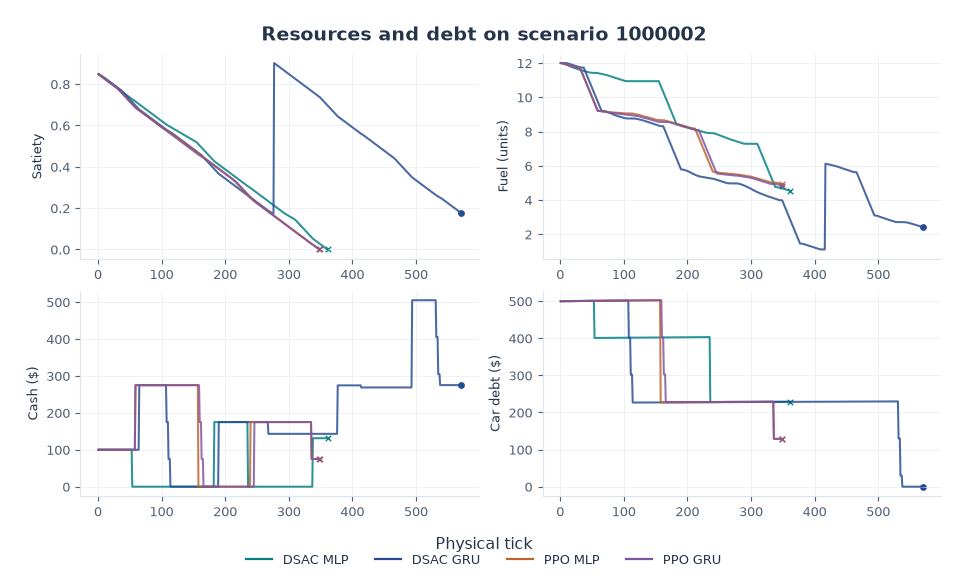 Resources and debt on scenario 1000002
Satiety
0.8
0.6
0.4
0.2
0.0
0 100 200 300 400 500
Fuel (units)
12
10
8
6
4
2
0 100 200 300 400 500
Cash ($)
500
400
300
200
100
0
0 100 200 300 400 500
Car debt ($)
500
400
300
200
100
0
0 100 200 300 400 500
Physical tick
DSAC MLP DSAC GRU PPO MLP PPO GRU